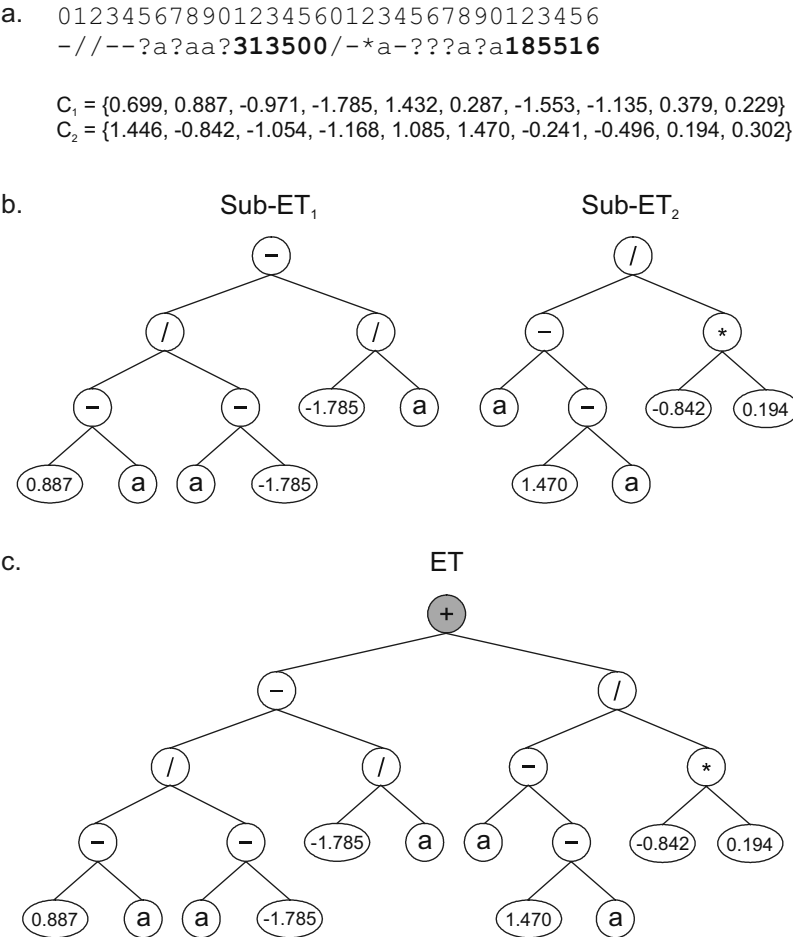 a.
0123456789012345601234567890123456
-//--?a?aa?313500/-*a-???a?a185516
C₁ = {0.699, 0.887, -0.971, -1.785, 1.432, 0.287, -1.553, -1.135, 0.379, 0.229}
C₂ = {1.446, -0.842, -1.054, -1.168, 1.085, 1.470, -0.241, -0.496, 0.194, 0.302}
b.
Sub-ET₁ Sub-ET₂
− /
/ / − *
− − -1.785 a a − -0.842 0.194
0.887 a a -1.785 1.470 a
c.
ET
+
− /
/ / − *
− − -1.785 a a − -0.842 0.194
0.887 a a -1.785 1.470 a